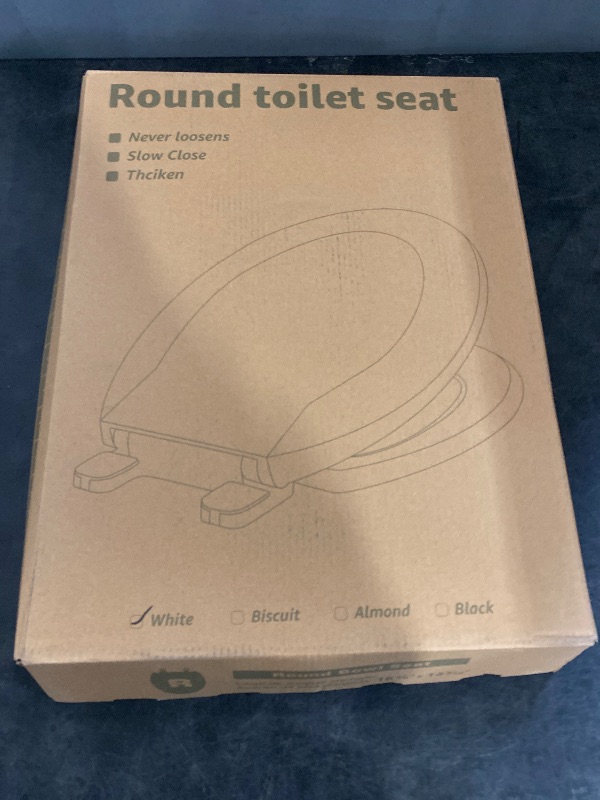 Round toilet seat
Never loosens
Slow Close
Thciken
White Biscuit Almond Black
R Round Bowl Seat